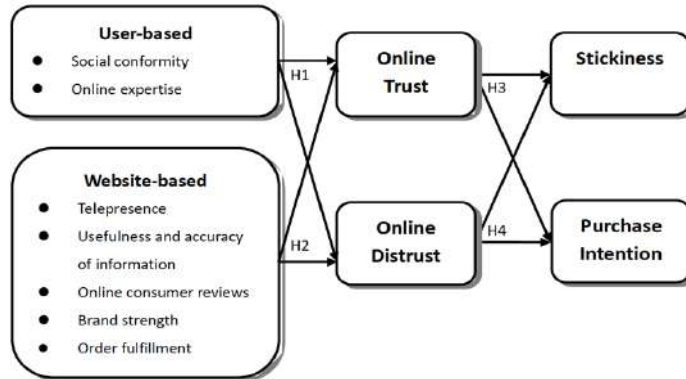 User-based
● Social conformity
● Online expertise
Website-based
● Telepresence
● Usefulness and accuracy
of information
● Online consumer reviews
● Brand strength
● Order fulfillment
H1
H2
Online
Trust
Online
Distrust
H3
H4
Stickiness
Purchase
Intention